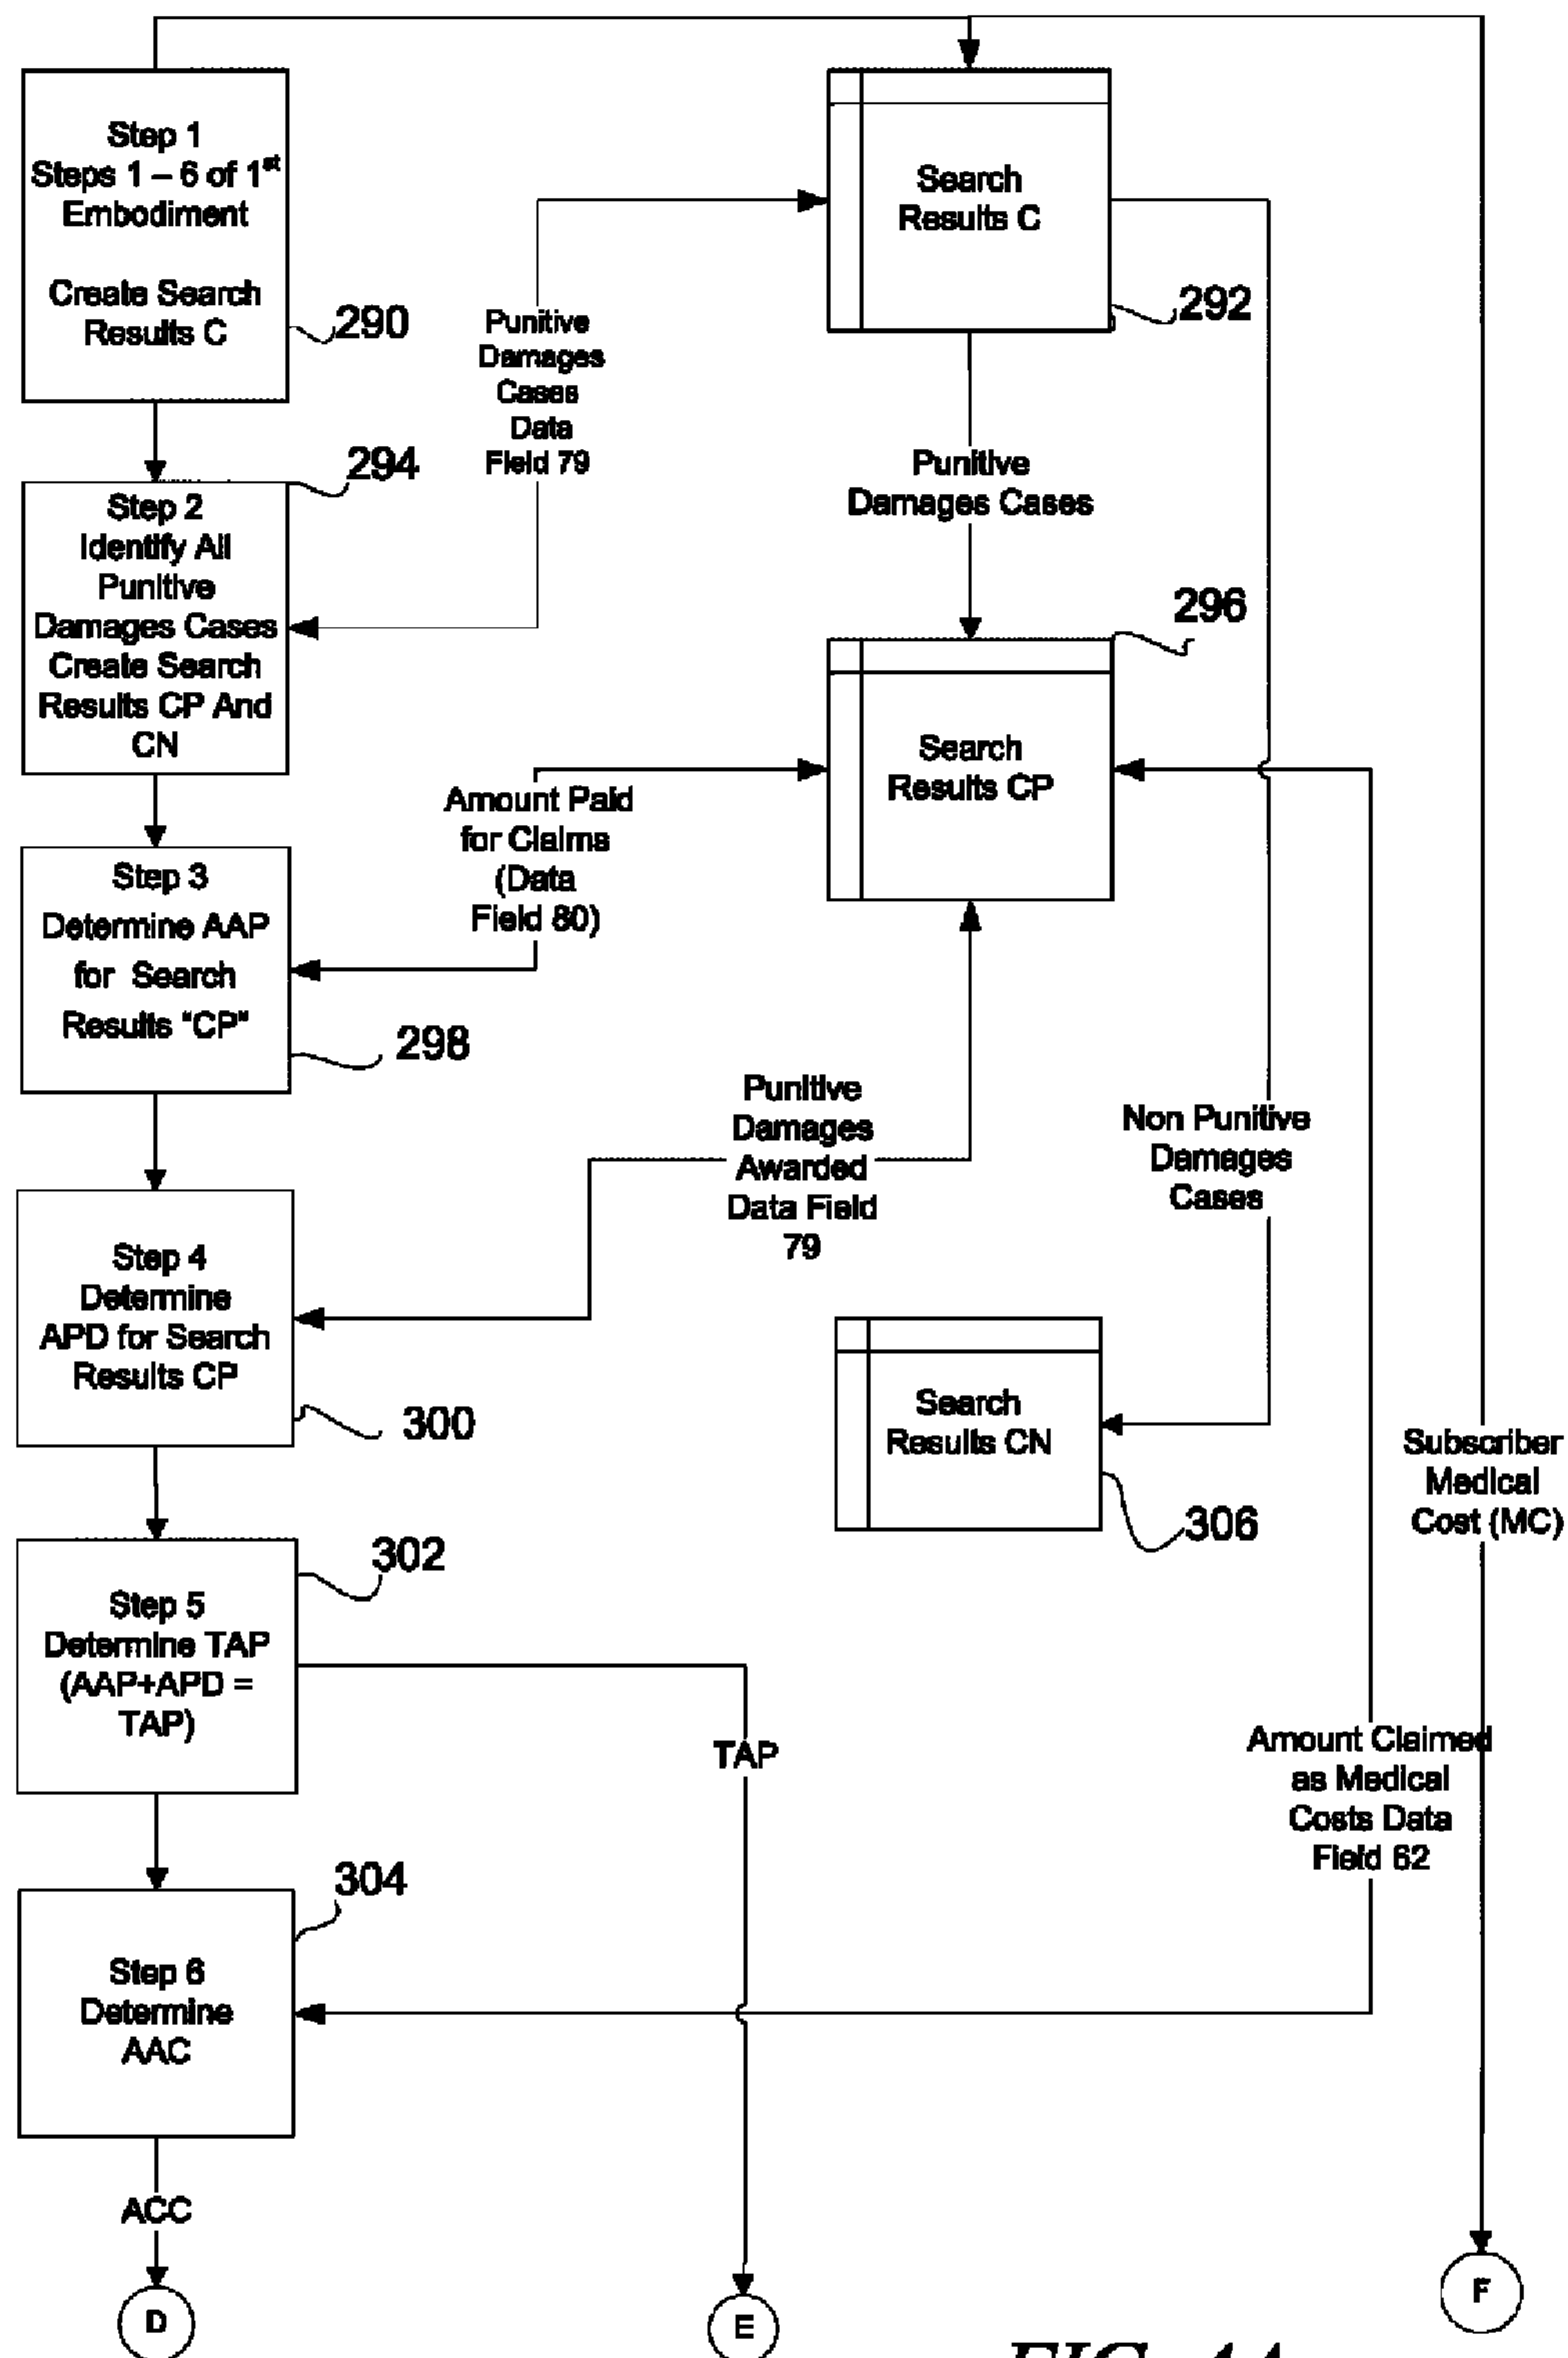 Step 1
Steps 1 – 6 of 1st
Embodiment
Create Search
Results C
290
Search
Results C
292
Punitive
Damages
Cases
Data
Field 79
Punitive
Damages Cases
294
Step 2
Identify All
Punitive
Damages Cases
Create Search
Results CP And
CN
296
Search
Results CP
Amount Paid
for Claims
(Data
Field 80)
Step 3
Determine AAP
for Search
Results "CP"
298
Punitive
Damages
Awarded
Data Field
79
Non Punitive
Damages
Cases
Step 4
Determine
APD for Search
Results CP
300
Search
Results CN
306
Subscriber
Medical
Cost (MC)
302
Step 5
Determine TAP
(AAP+APD =
TAP)
TAP
Amount Claimed
as Medical
Costs Data
Field 62
304
Step 6
Determine
AAC
ACC
D
E
F